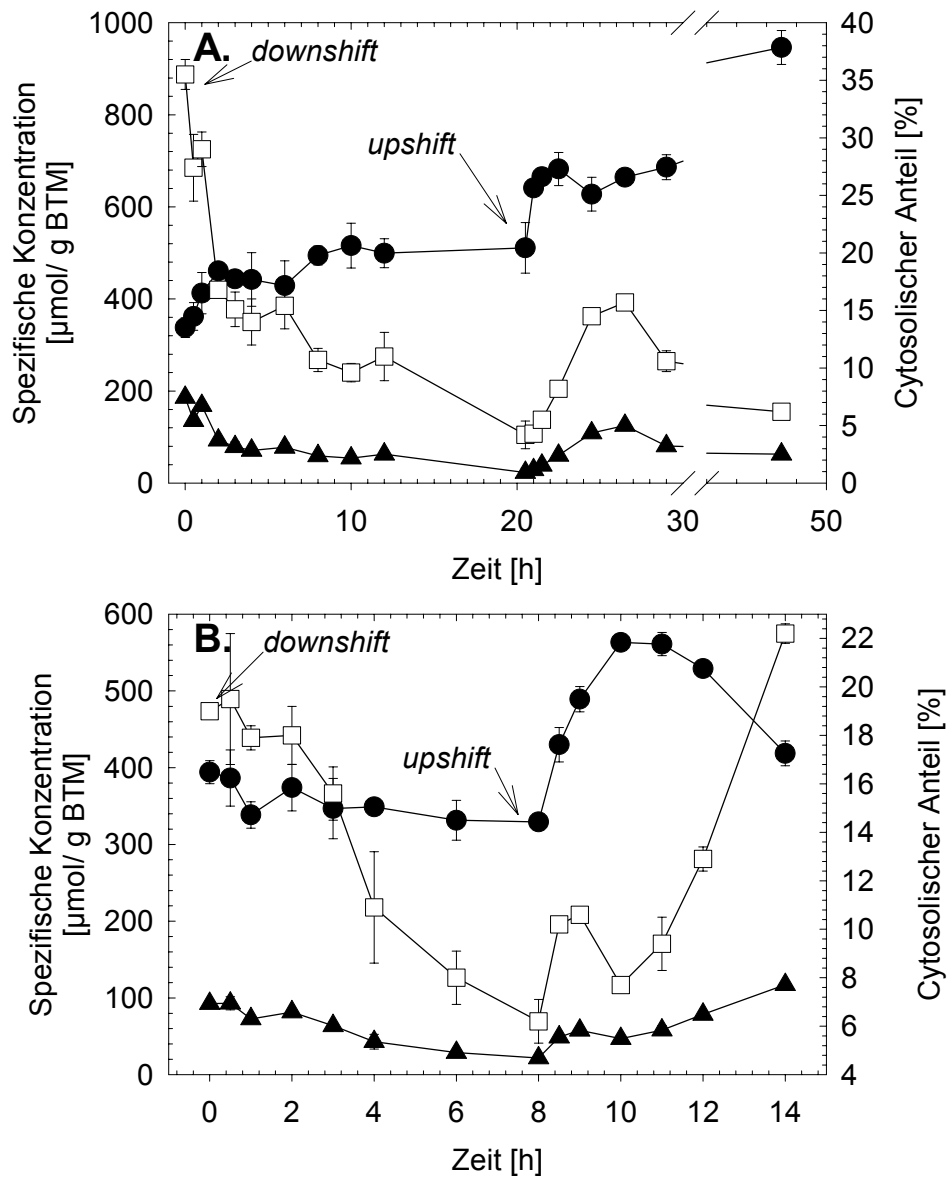 A.
downshift
upshift
Spezifische Konzentration
[µmol/ g BTM]
1000
800
600
400
200
0
Cytosolischer Anteil [%]
40
35
30
25
20
15
10
5
0
0 10 20 30 40 50
Zeit [h]
B.
downshift
upshift
Spezifische Konzentration
[µmol/ g BTM]
600
500
400
300
200
100
0
Cytosolischer Anteil [%]
22
20
18
16
14
12
10
8
6
4
0 2 4 6 8 10 12 14
Zeit [h]